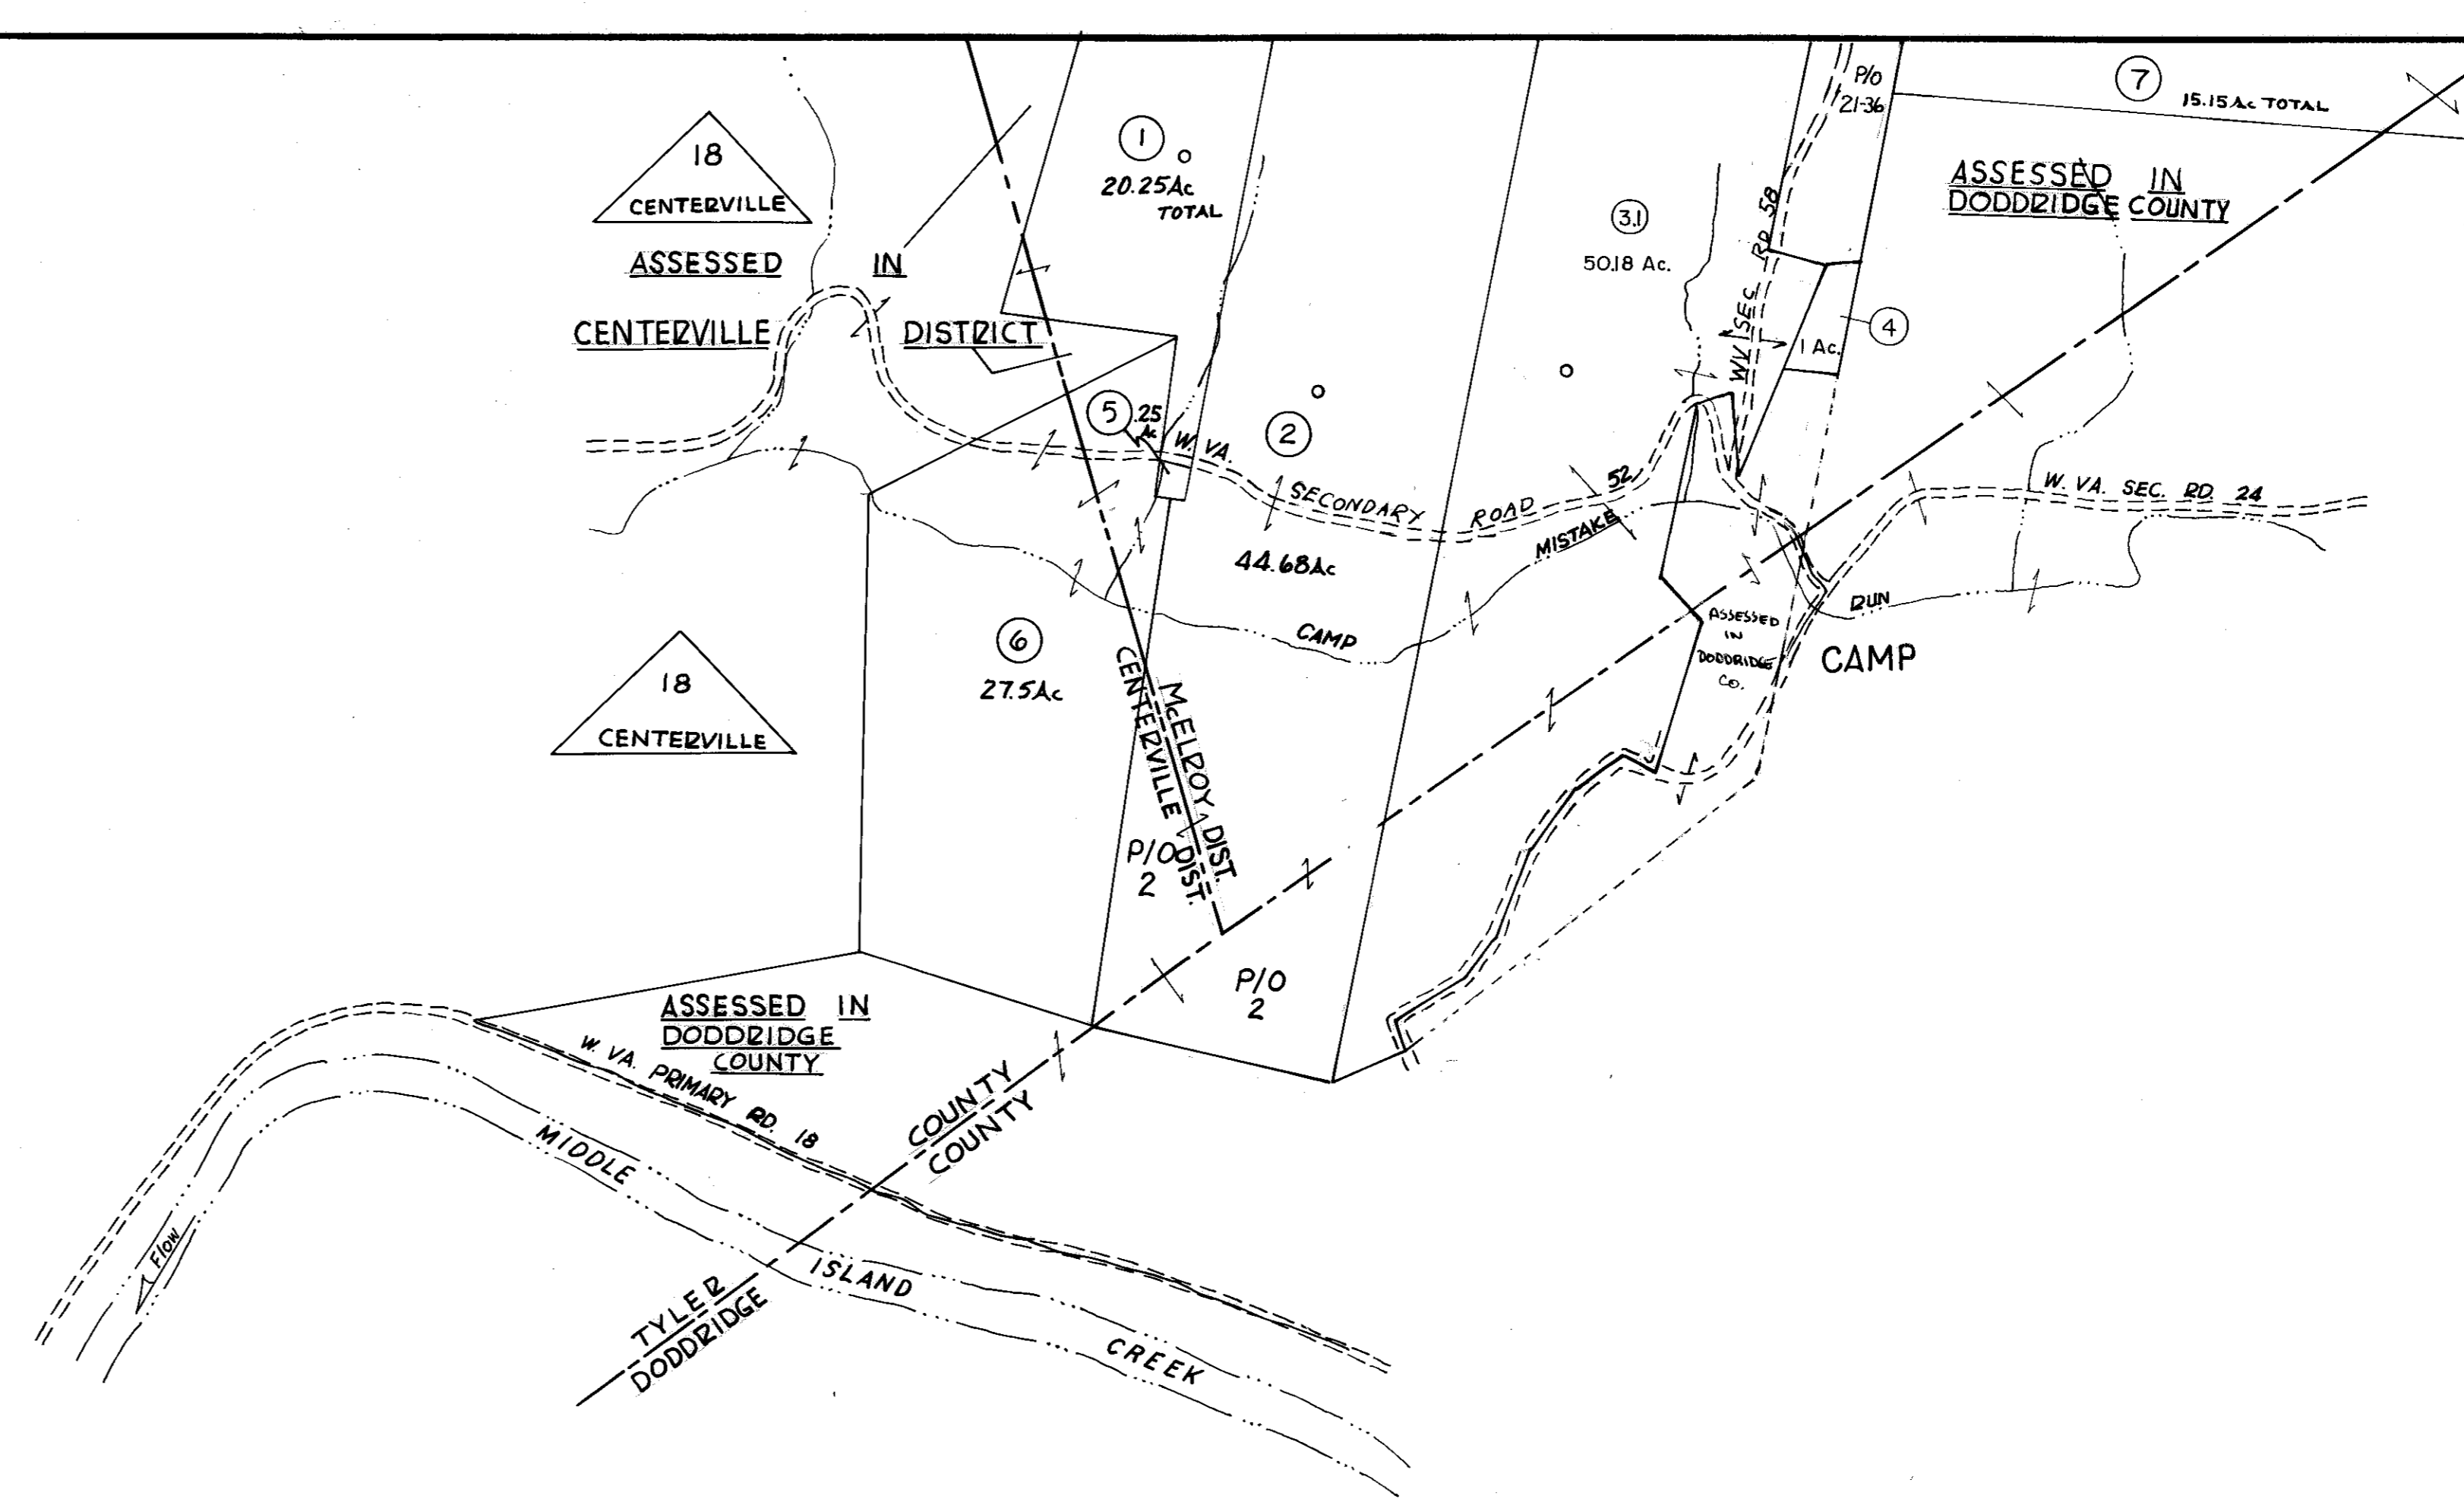 18
CENTERVILLE
ASSESSED IN
CENTERVILLE DISTRICT
1
20.25Ac
TOTAL
3.1
50.18 Ac.
P/O
21-36
7
15.15Ac TOTAL
ASSESSED IN
DODDRIDGE COUNTY
WV SEC RD 58
4
1 Ac.
5
.25
Ac
2
W. VA. SECONDARY ROAD 52
44.68Ac
W. VA. SEC. RD. 24
CAMP MISTAKE RUN
6
27.5Ac
ASSESSED
IN
DODDRIDGE
Co.
CAMP
18
CENTERVILLE
McELROY DIST.
CENTERVILLE DIST.
P/O
2
P/O
2
ASSESSED IN
DODDRIDGE
COUNTY
W. VA. PRIMARY RD. 18
TYLER COUNTY
DODDRIDGE COUNTY
MIDDLE ISLAND CREEK
Flow